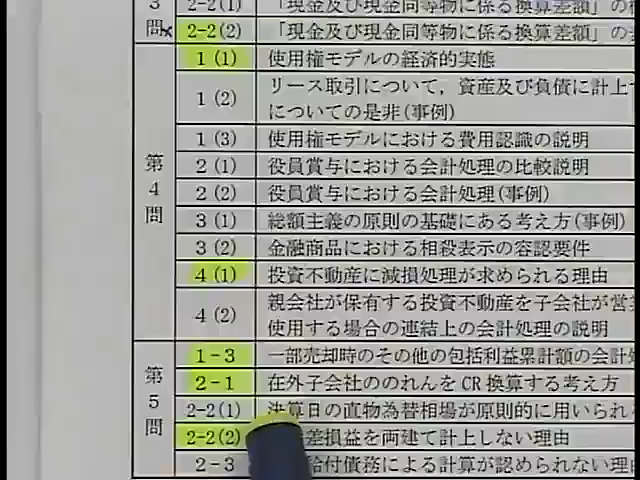 3
2-2(1) 「現金及び現金同等物に係る換算差額」の
問 2-2(2) 「現金及び現金同等物に係る換算差額」の
第4問
1 (1) 使用権モデルの経済的実態
1 (2) リース取引について，資産及び負債に計上
についての是非(事例)
1 (3) 使用権モデルにおける費用認識の説明
2 (1) 役員賞与における会計処理の比較説明
2 (2) 役員賞与における会計処理(事例)
3 (1) 総額主義の原則の基礎にある考え方(事例)
3 (2) 金融商品における相殺表示の容認要件
4 (1) 投資不動産に減損処理が求められる理由
4 (2) 親会社が保有する投資不動産を子会社が営
使用する場合の連結上の会計処理の説明
第5問
1-3 一部売却時のその他の包括利益累計額の会計
2-1 在外子会社ののれんを CR 換算する考え方
2-2(1) 決算日の直物為替相場が原則的に用いられ
2-2(2) 差損益を両建て計上しない理由
2-3 給付債務による計算が認められない理